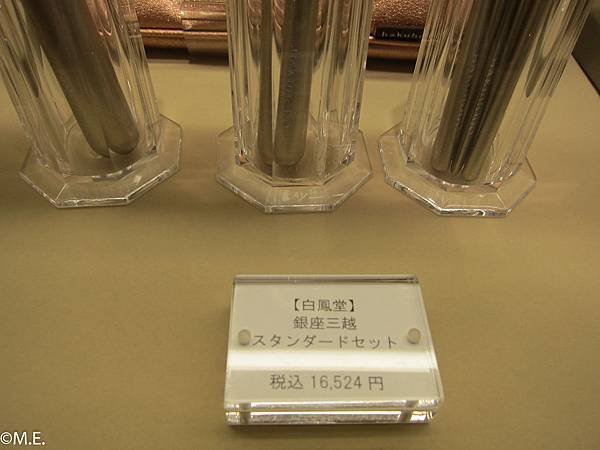 hakuho
【白鳳堂】
銀座三越
スタンダードセット
税込 16,524 円
©M.E.